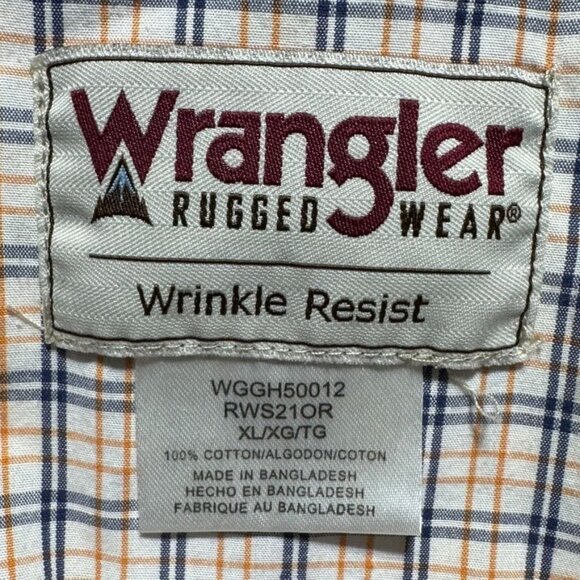 Wrangler
RUGGED WEAR®
Wrinkle Resist
WGGH50012
RWS21OR
XL/XG/TG
100% COTTON/ALGODON/COTON
MADE IN BANGLADESH
HECHO EN BANGLADESH
FABRIQUE AU BANGLADESH